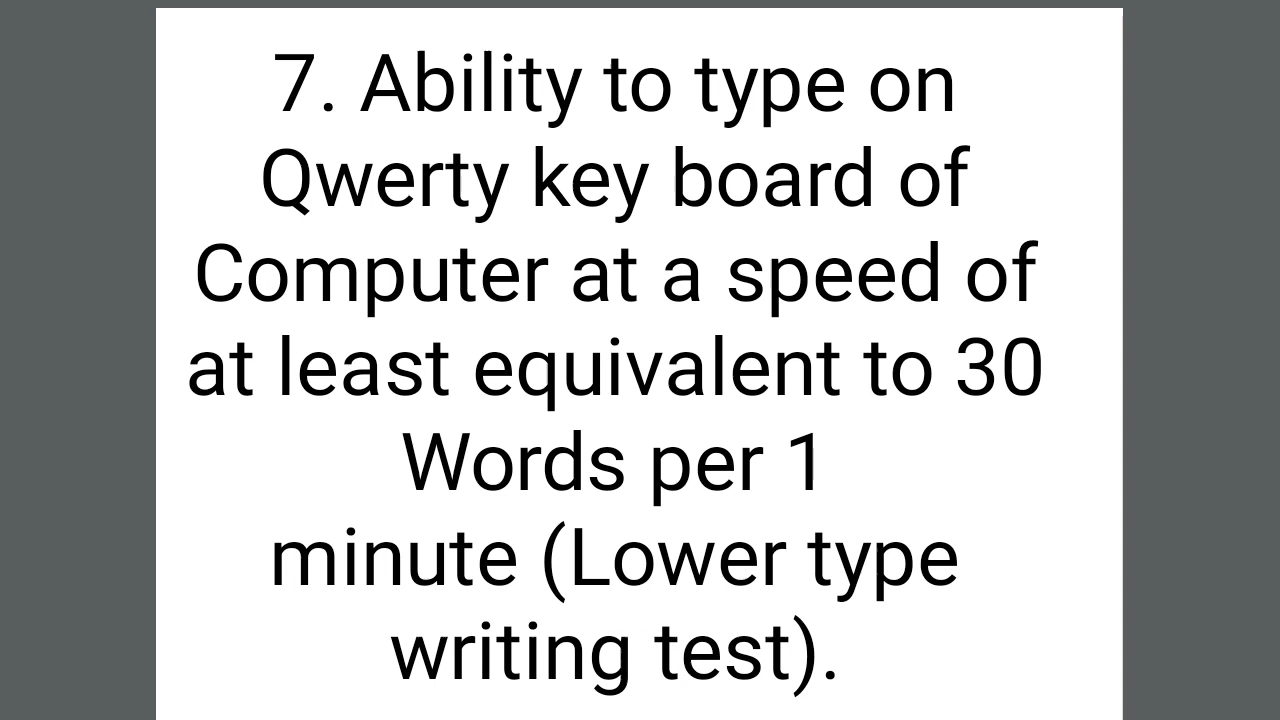 7. Ability to type on
Qwerty key board of
Computer at a speed of
at least equivalent to 30
Words per 1
minute (Lower type
writing test).